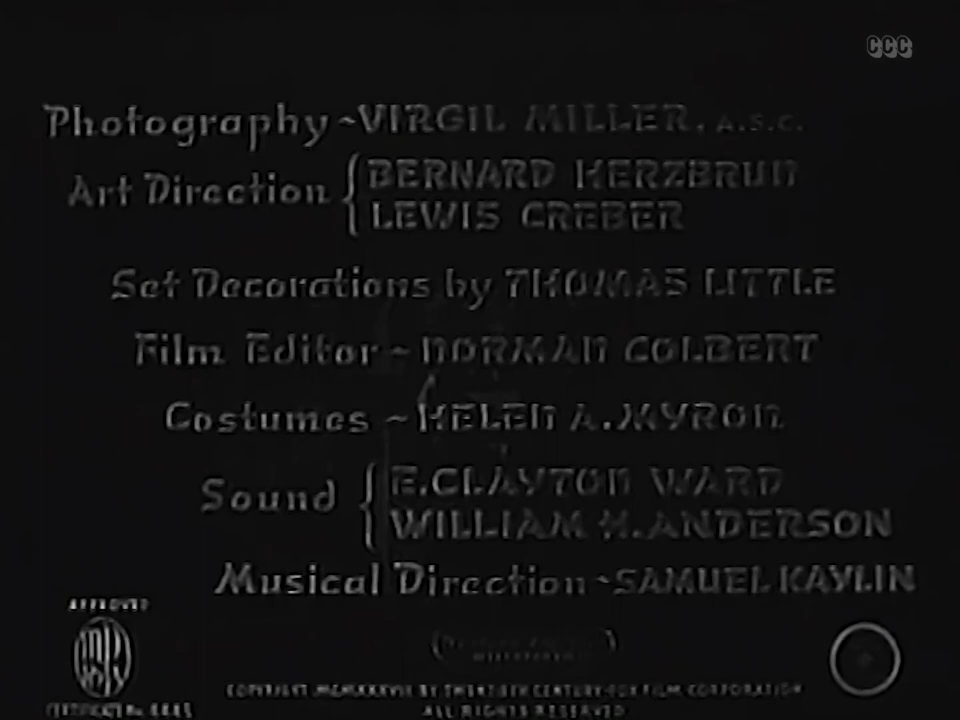 CCC
Photography ~ VIRGIL MILLER, A.S.C.
Art Direction { BERNARD HERZBRUN
LEWIS CREBER
Set Decorations by THOMAS LITTLE
Film Editor ~ NORMAN COLBERT
Costumes ~ HELEN A. MYRON
Sound { E. CLAYTON WARD
WILLIAM H. ANDERSON
Musical Direction ~ SAMUEL KAYLIN
APPROVED
CERTIFICATE No.
COPYRIGHT BY TWENTIETH CENTURY-FOX FILM CORPORATION
ALL RIGHTS RESERVED